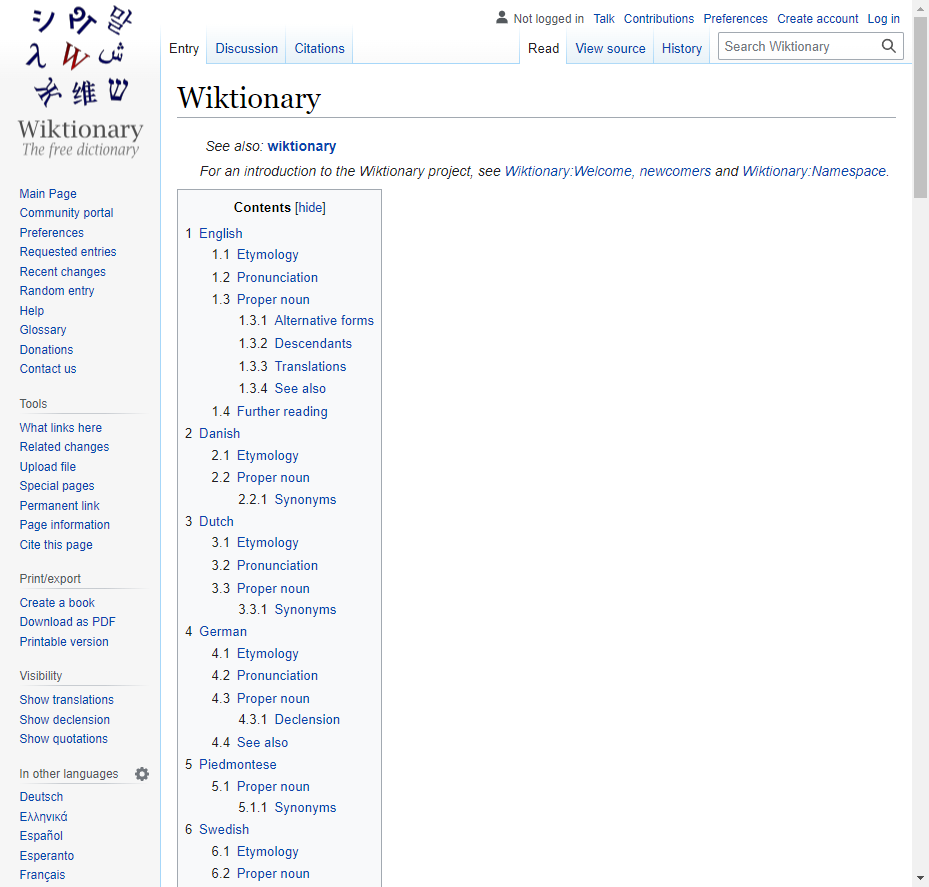 シ Ψ 말
λ W ش
維 ש
Wiktionary
The free dictionary
Not logged in Talk Contributions Preferences Create account Log in
Entry Discussion Citations Read View source History Search Wiktionary
Wiktionary
See also: wiktionary
For an introduction to the Wiktionary project, see Wiktionary:Welcome, newcomers and Wiktionary:Namespace.
Main Page
Community portal
Preferences
Requested entries
Recent changes
Random entry
Help
Glossary
Donations
Contact us
Tools
What links here
Related changes
Upload file
Special pages
Permanent link
Page information
Cite this page
Print/export
Create a book
Download as PDF
Printable version
Visibility
Show translations
Show declension
Show quotations
In other languages
Deutsch
Ελληνικά
Español
Esperanto
Français
Contents [hide]
1 English
1.1 Etymology
1.2 Pronunciation
1.3 Proper noun
1.3.1 Alternative forms
1.3.2 Descendants
1.3.3 Translations
1.3.4 See also
1.4 Further reading
2 Danish
2.1 Etymology
2.2 Proper noun
2.2.1 Synonyms
3 Dutch
3.1 Etymology
3.2 Pronunciation
3.3 Proper noun
3.3.1 Synonyms
4 German
4.1 Etymology
4.2 Pronunciation
4.3 Proper noun
4.3.1 Declension
4.4 See also
5 Piedmontese
5.1 Proper noun
5.1.1 Synonyms
6 Swedish
6.1 Etymology
6.2 Proper noun